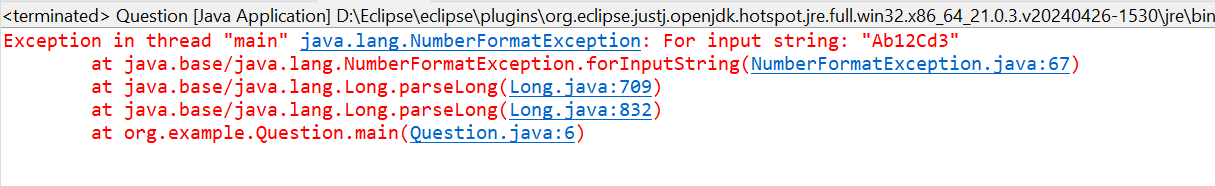 <terminated> Question [Java Application] D:\Eclipse\eclipse\plugins\org.eclipse.justj.openjdk.hotspot.jre.full.win32.x86_64_21.0.3.v20240426-1530\jre\bin
Exception in thread "main" java.lang.NumberFormatException: For input string: "Ab12Cd3"
at java.base/java.lang.NumberFormatException.forInputString(NumberFormatException.java:67)
at java.base/java.lang.Long.parseLong(Long.java:709)
at java.base/java.lang.Long.parseLong(Long.java:832)
at org.example.Question.main(Question.java:6)